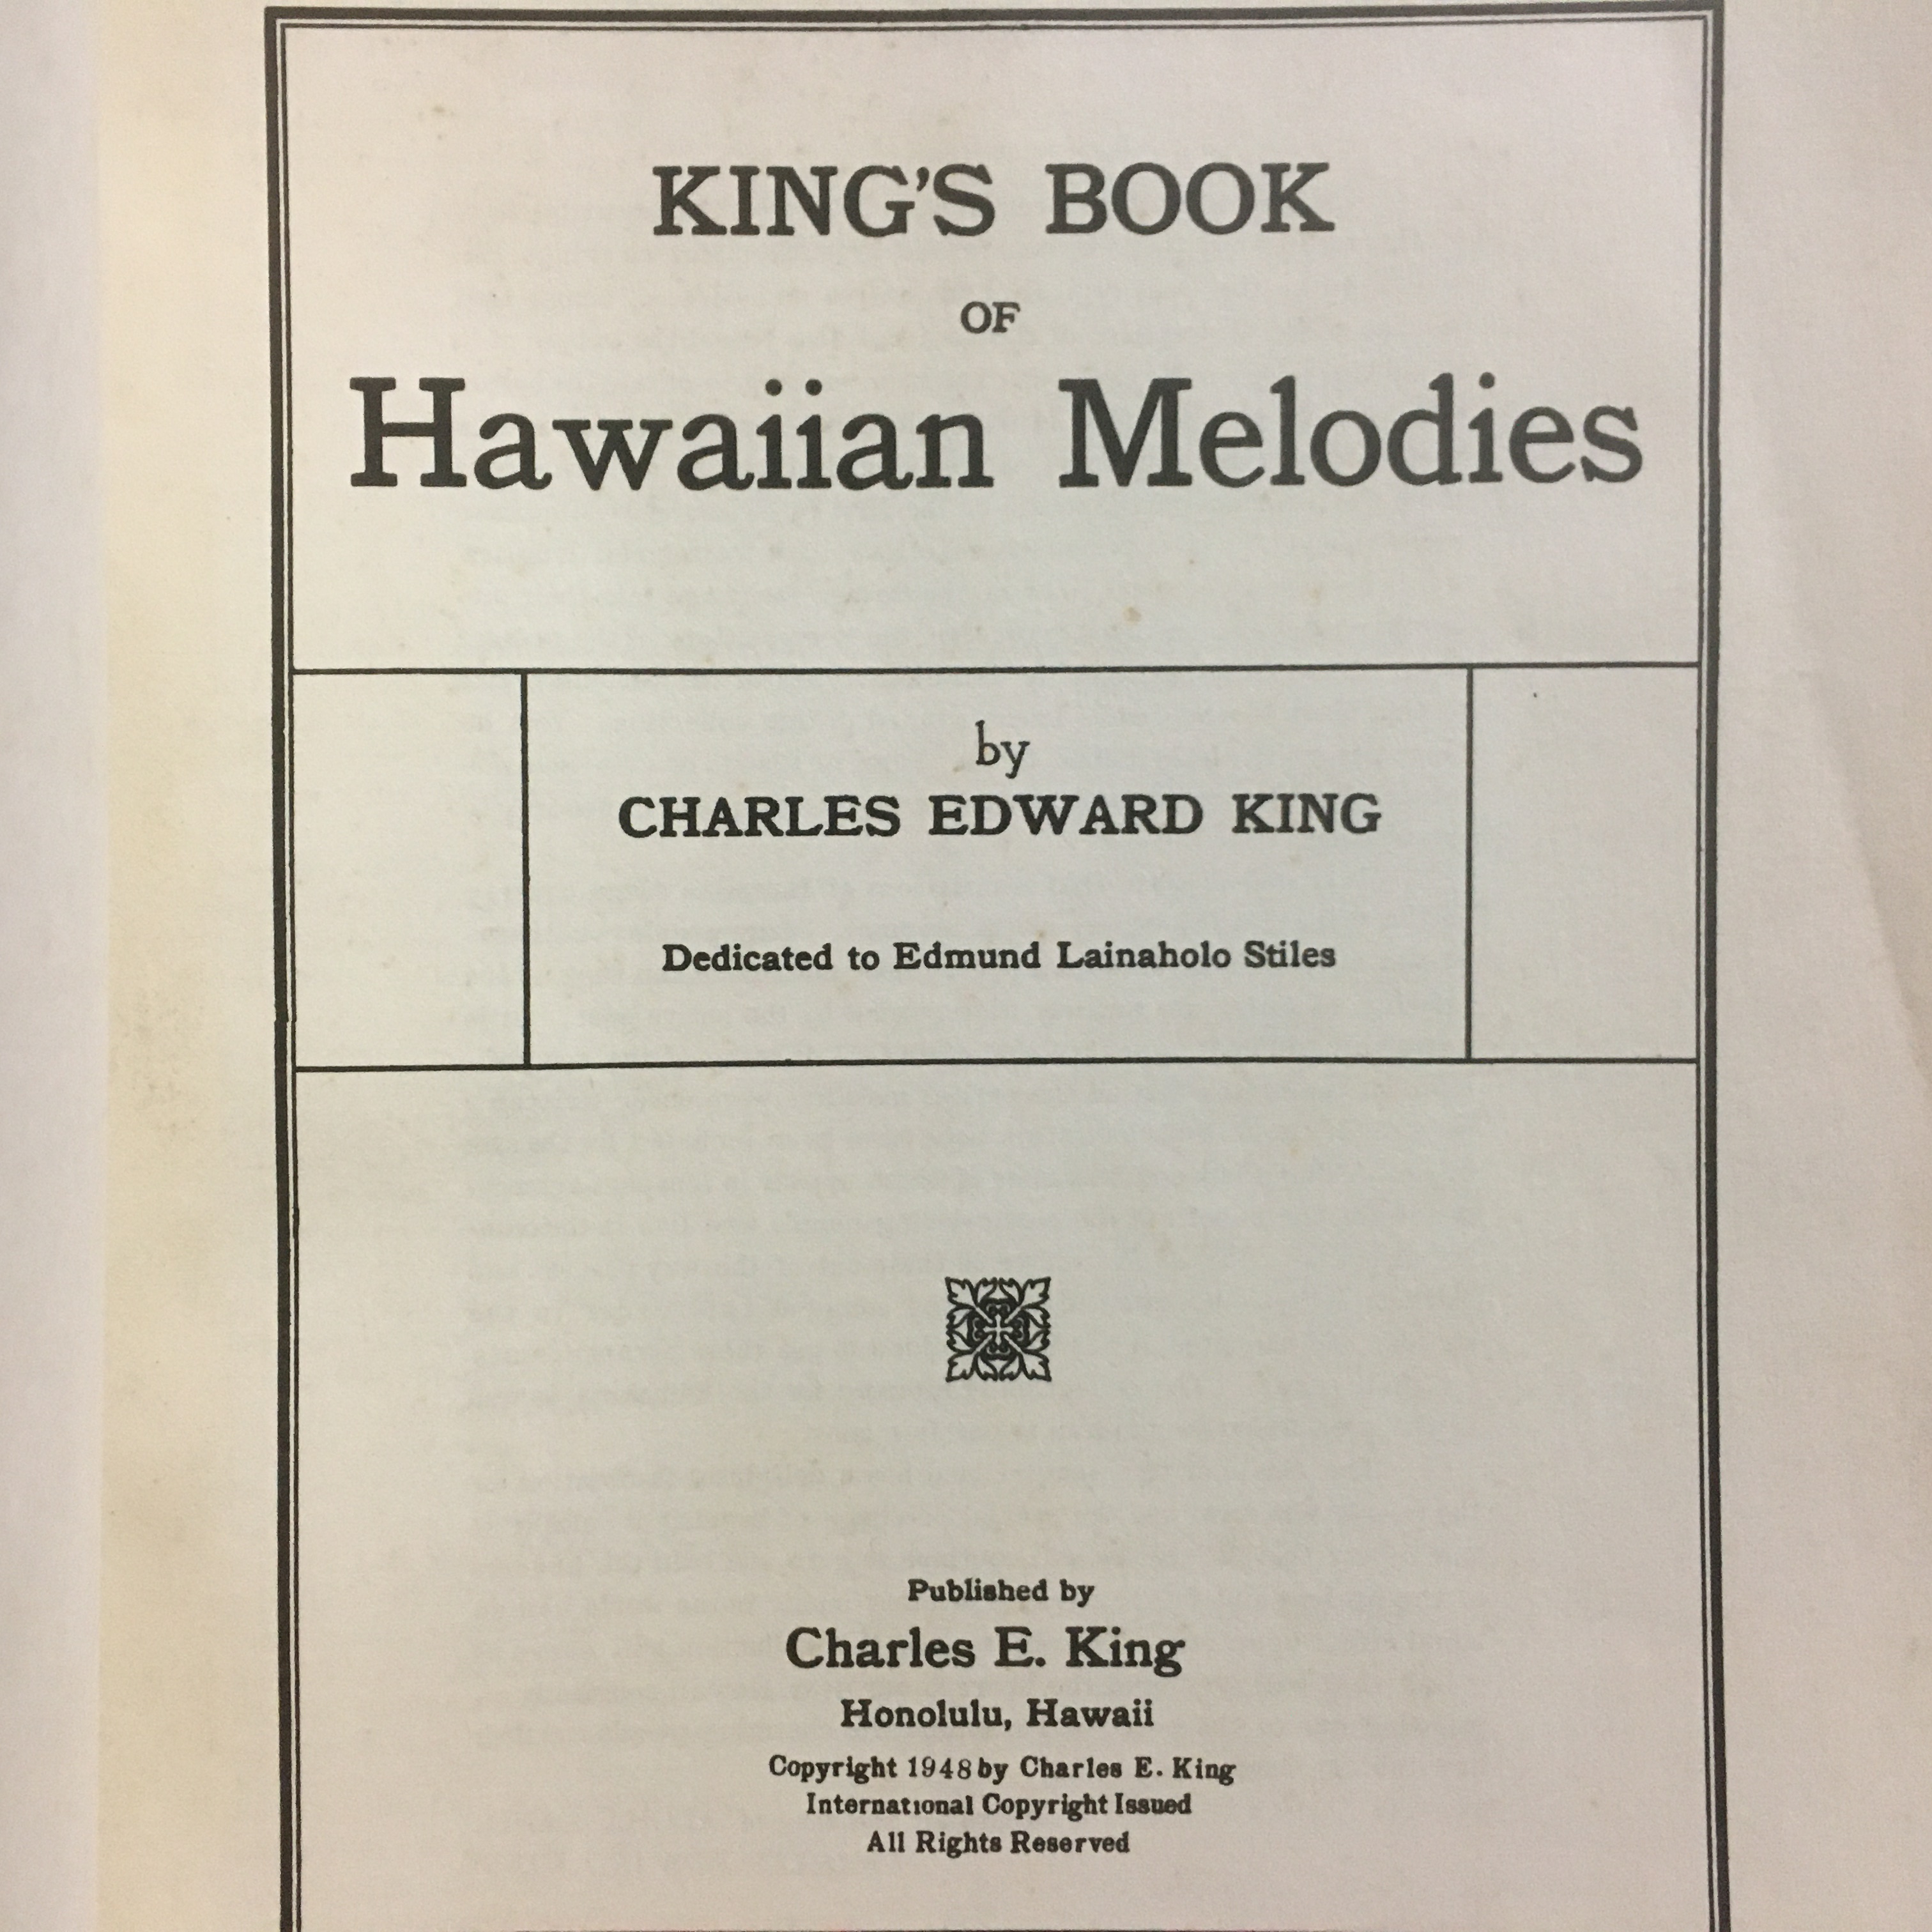 KING'S BOOK
OF
Hawaiian Melodies
by
CHARLES EDWARD KING
Dedicated to Edmund Lainaholo Stiles
Published by
Charles E. King
Honolulu, Hawaii
Copyright 1948 by Charles E. King
International Copyright Issued
All Rights Reserved